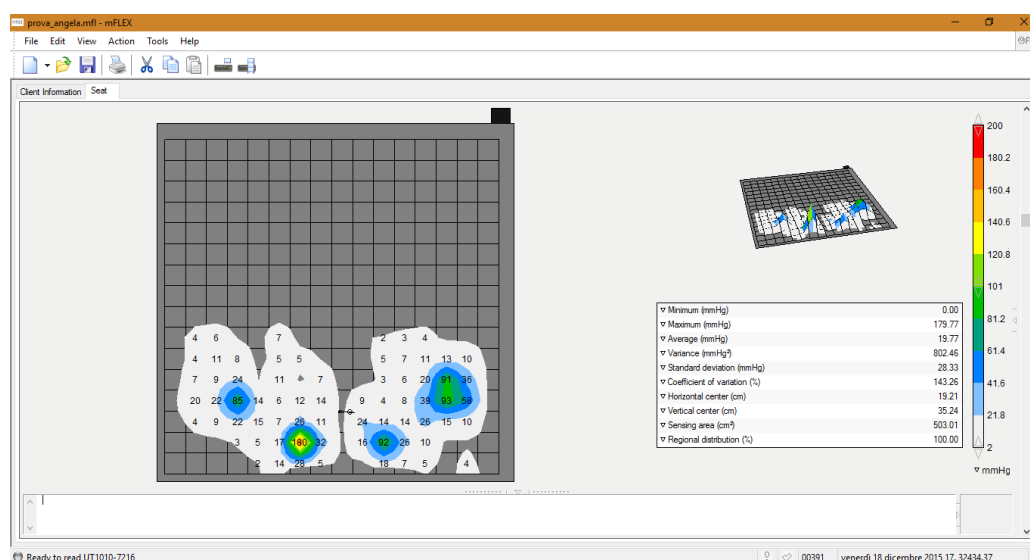 prova_angela.mfl - mFLEX
File Edit View Action Tools Help
Client Information Seat
4 6 7 2 3 4
4 11 8 5 5 5 7 11 13 10
7 9 24 11 7 3 6 20 91 36
20 22 85 14 6 12 14 9 4 8 39 93 58
4 9 22 15 7 26 11 24 14 14 26 15 10
3 5 17 180 32 16 92 26 10
2 14 28 5 18 7 5 4
200
180.2
160.4
140.6
120.8
101
81.2
61.4
41.6
21.8
2
mmHg
Minimum (mmHg) 0.00
Maximum (mmHg) 179.77
Average (mmHg) 19.77
Variance (mmHg²) 802.46
Standard deviation (mmHg) 28.33
Coefficient of variation (%) 143.26
Horizontal center (cm) 19.21
Vertical center (cm) 35.24
Sensing area (cm²) 503.01
Regional distribution (%) 100.00
Ready to read UT1010-7216
00391 venerdì 18 dicembre 2015 17, 32434.37